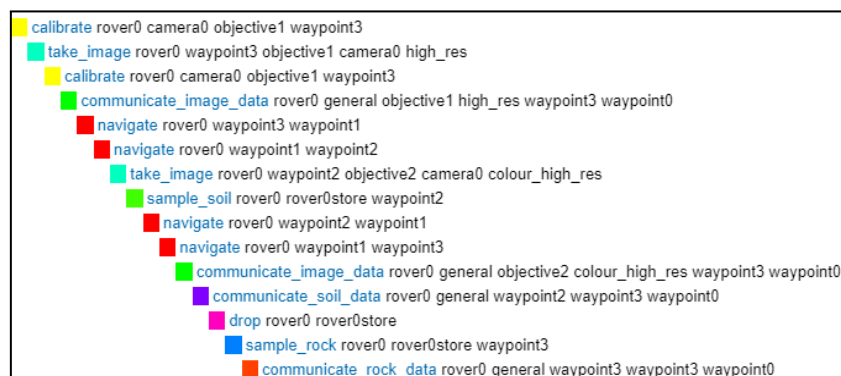 calibrate rover0 camera0 objective1 waypoint3
take_image rover0 waypoint3 objective1 camera0 high_res
calibrate rover0 camera0 objective1 waypoint3
communicate_image_data rover0 general objective1 high_res waypoint3 waypoint0
navigate rover0 waypoint3 waypoint1
navigate rover0 waypoint1 waypoint2
take_image rover0 waypoint2 objective2 camera0 colour_high_res
sample_soil rover0 rover0store waypoint2
navigate rover0 waypoint2 waypoint1
navigate rover0 waypoint1 waypoint3
communicate_image_data rover0 general objective2 colour_high_res waypoint3 waypoint0
communicate_soil_data rover0 general waypoint2 waypoint3 waypoint0
drop rover0 rover0store
sample_rock rover0 rover0store waypoint3
communicate_rock_data rover0 general waypoint3 waypoint3 waypoint0